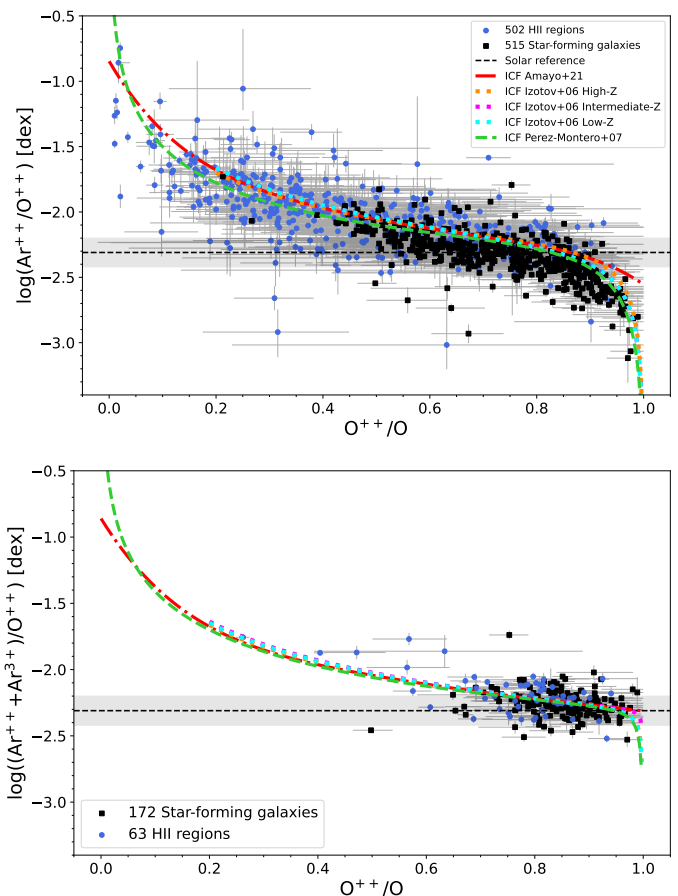 502 HII regions
515 Star-forming galaxies
Solar reference
ICF Amayo+21
ICF Izotov+06 High-Z
ICF Izotov+06 Intermediate-Z
ICF Izotov+06 Low-Z
ICF Perez-Montero+07
log(Ar⁺⁺/O⁺⁺) [dex]
−1.0
−1.5
−2.0
−2.5
−3.0
0.0 0.2 0.4 0.6 0.8 1.0
O⁺⁺/O
log((Ar⁺⁺+Ar³⁺)/O⁺⁺) [dex]
−0.5
−1.0
−1.5
−2.0
−2.5
−3.0
172 Star-forming galaxies
63 HII regions
0.0 0.2 0.4 0.6 0.8 1.0
O⁺⁺/O